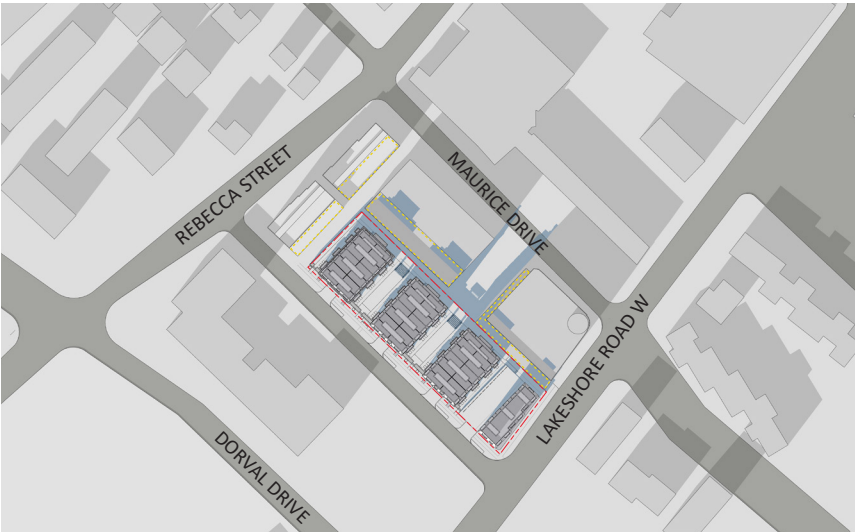 REBECCA STREET
MAURICE DRIVE
LAKESHORE ROAD W
DORVAL DRIVE